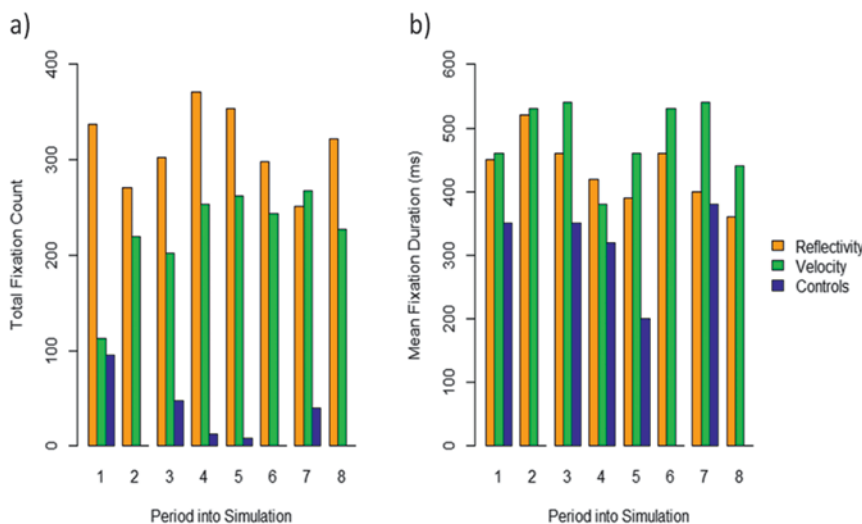 a)
Total Fixation Count
400
300
200
100
0
1 2 3 4 5 6 7 8
Period into Simulation
b)
Mean Fixation Duration (ms)
600
500
400
300
200
100
0
1 2 3 4 5 6 7 8
Period into Simulation
Reflectivity
Velocity
Controls